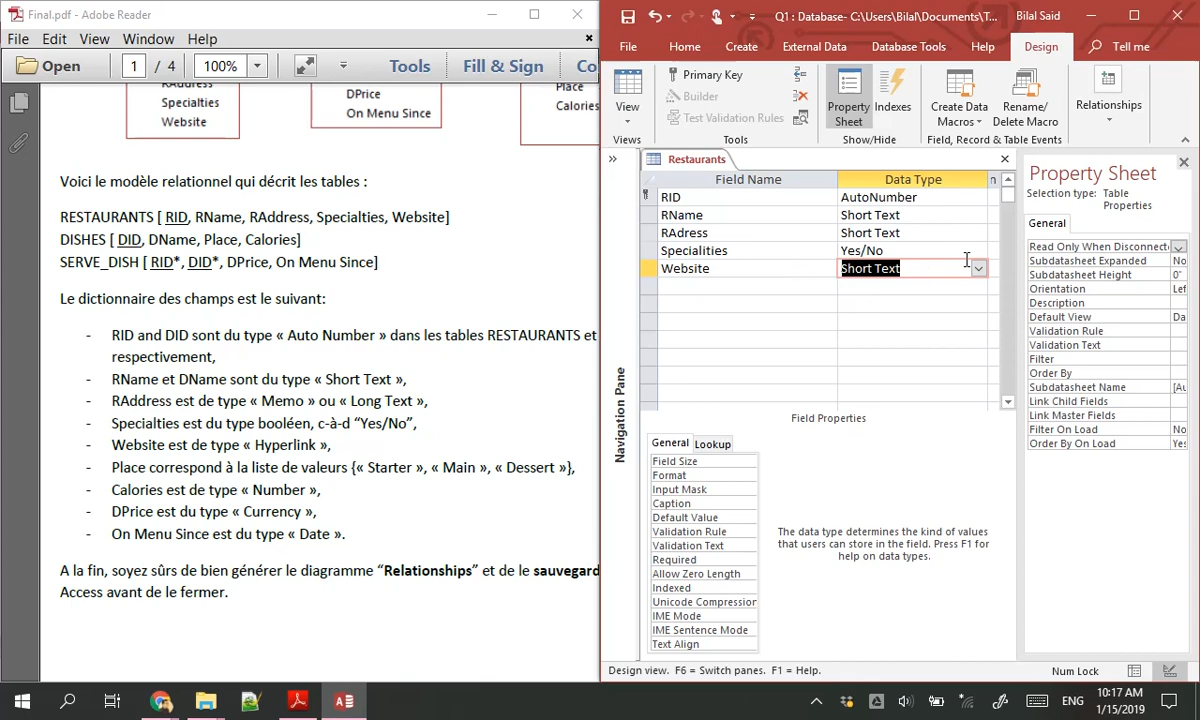 Final.pdf - Adobe Reader
File Edit View Window Help
Open 1 / 4 100% Tools Fill & Sign Co
Specialties
Website
DPrice
On Menu Since
Place
Calories
Voici le modèle relationnel qui décrit les tables :
RESTAURANTS [ RID, RName, RAddress, Specialties, Website]
DISHES [ DID, DName, Place, Calories]
SERVE_DISH [ RID*, DID*, DPrice, On Menu Since]
Le dictionnaire des champs est le suivant:
- RID and DID sont du type « Auto Number » dans les tables RESTAURANTS et
respectivement,
- RName et DName sont du type « Short Text »,
- RAddress est de type « Memo » ou « Long Text »,
- Specialties est du type booléen, c-à-d “Yes/No”,
- Website est de type « Hyperlink »,
- Place correspond à la liste de valeurs {« Starter », « Main », « Dessert »},
- Calories est de type « Number »,
- DPrice est du type « Currency »,
- On Menu Since est du type « Date ».
A la fin, soyez sûrs de bien générer le diagramme “Relationships” et de le sauvegard
Access avant de le fermer.
Q1 : Database- C:\Users\Bilal\Documents\T... Bilal Said
File Home Create External Data Database Tools Help Design Tell me
View
Views
Primary Key
Builder
Test Validation Rules
Tools
Property Sheet
Indexes
Show/Hide
Create Data Macros
Rename/ Delete Macro
Field, Record & Table Events
Relationships
Restaurants
Field Name Data Type
RID AutoNumber
RName Short Text
RAdress Short Text
Specialities Yes/No
Website Short Text
Navigation Pane
Field Properties
General Lookup
Field Size
Format
Input Mask
Caption
Default Value
Validation Rule
Validation Text
Required
Allow Zero Length
Indexed
Unicode Compression
IME Mode
IME Sentence Mode
Text Align
The data type determines the kind of values
that users can store in the field. Press F1 for
help on data types.
Property Sheet
Selection type: Table Properties
General
Read Only When Disconnecte
Subdatasheet Expanded No
Subdatasheet Height 0"
Orientation Left
Description
Default View Da
Validation Rule
Validation Text
Filter
Order By
Subdatasheet Name [Au
Link Child Fields
Link Master Fields
Filter On Load No
Order By On Load Yes
Design view. F6 = Switch panes. F1 = Help. Num Lock
ENG 10:17 AM
1/15/2019